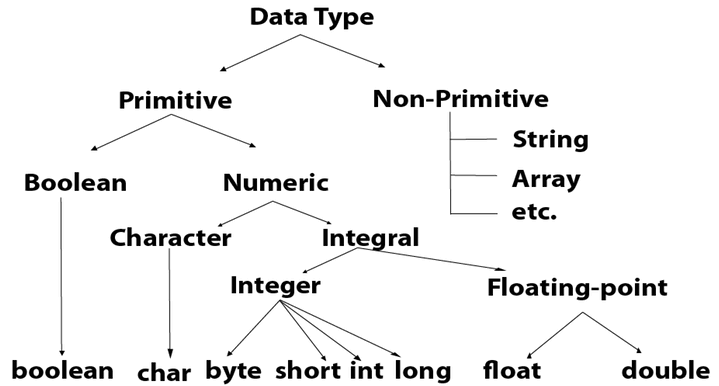 Data Type
Primitive
Non-Primitive
String
Array
etc.
Boolean
Numeric
Character
Integral
Integer
Floating-point
boolean
char
byte
short
int
long
float
double